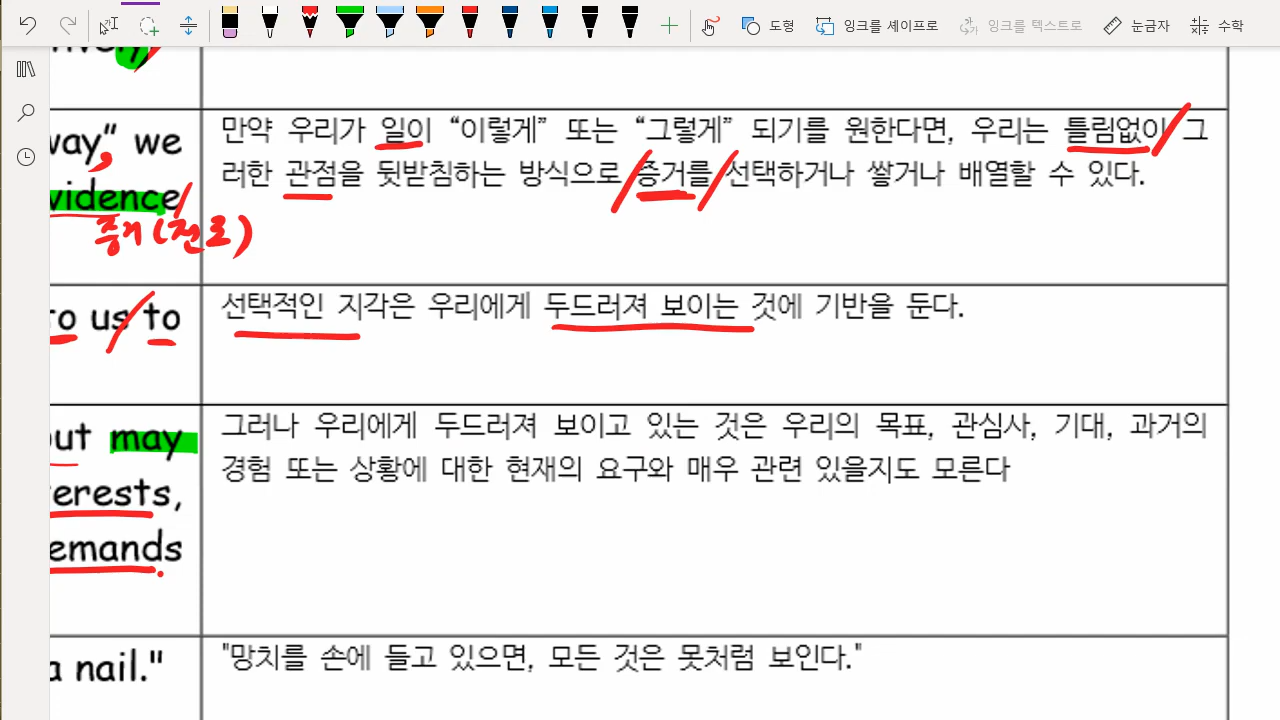 도형
잉크를 셰이프로
잉크를 텍스트로
눈금자
수학
way," we
만약 우리가 일이 “이렇게” 또는 “그렇게” 되기를 원한다면, 우리는 틀림없이 그
러한 관점을 뒷받침하는 방식으로 증거를 선택하거나 쌓거나 배열할 수 있다.
vidence
증거(진로)
to us to
선택적인 지각은 우리에게 두드러져 보이는 것에 기반을 둔다.
out may
그러나 우리에게 두드러져 보이고 있는 것은 우리의 목표, 관심사, 기대, 과거의
경험 또는 상황에 대한 현재의 요구와 매우 관련 있을지도 모른다
terests,
emands
a nail."
"망치를 손에 들고 있으면, 모든 것은 못처럼 보인다."